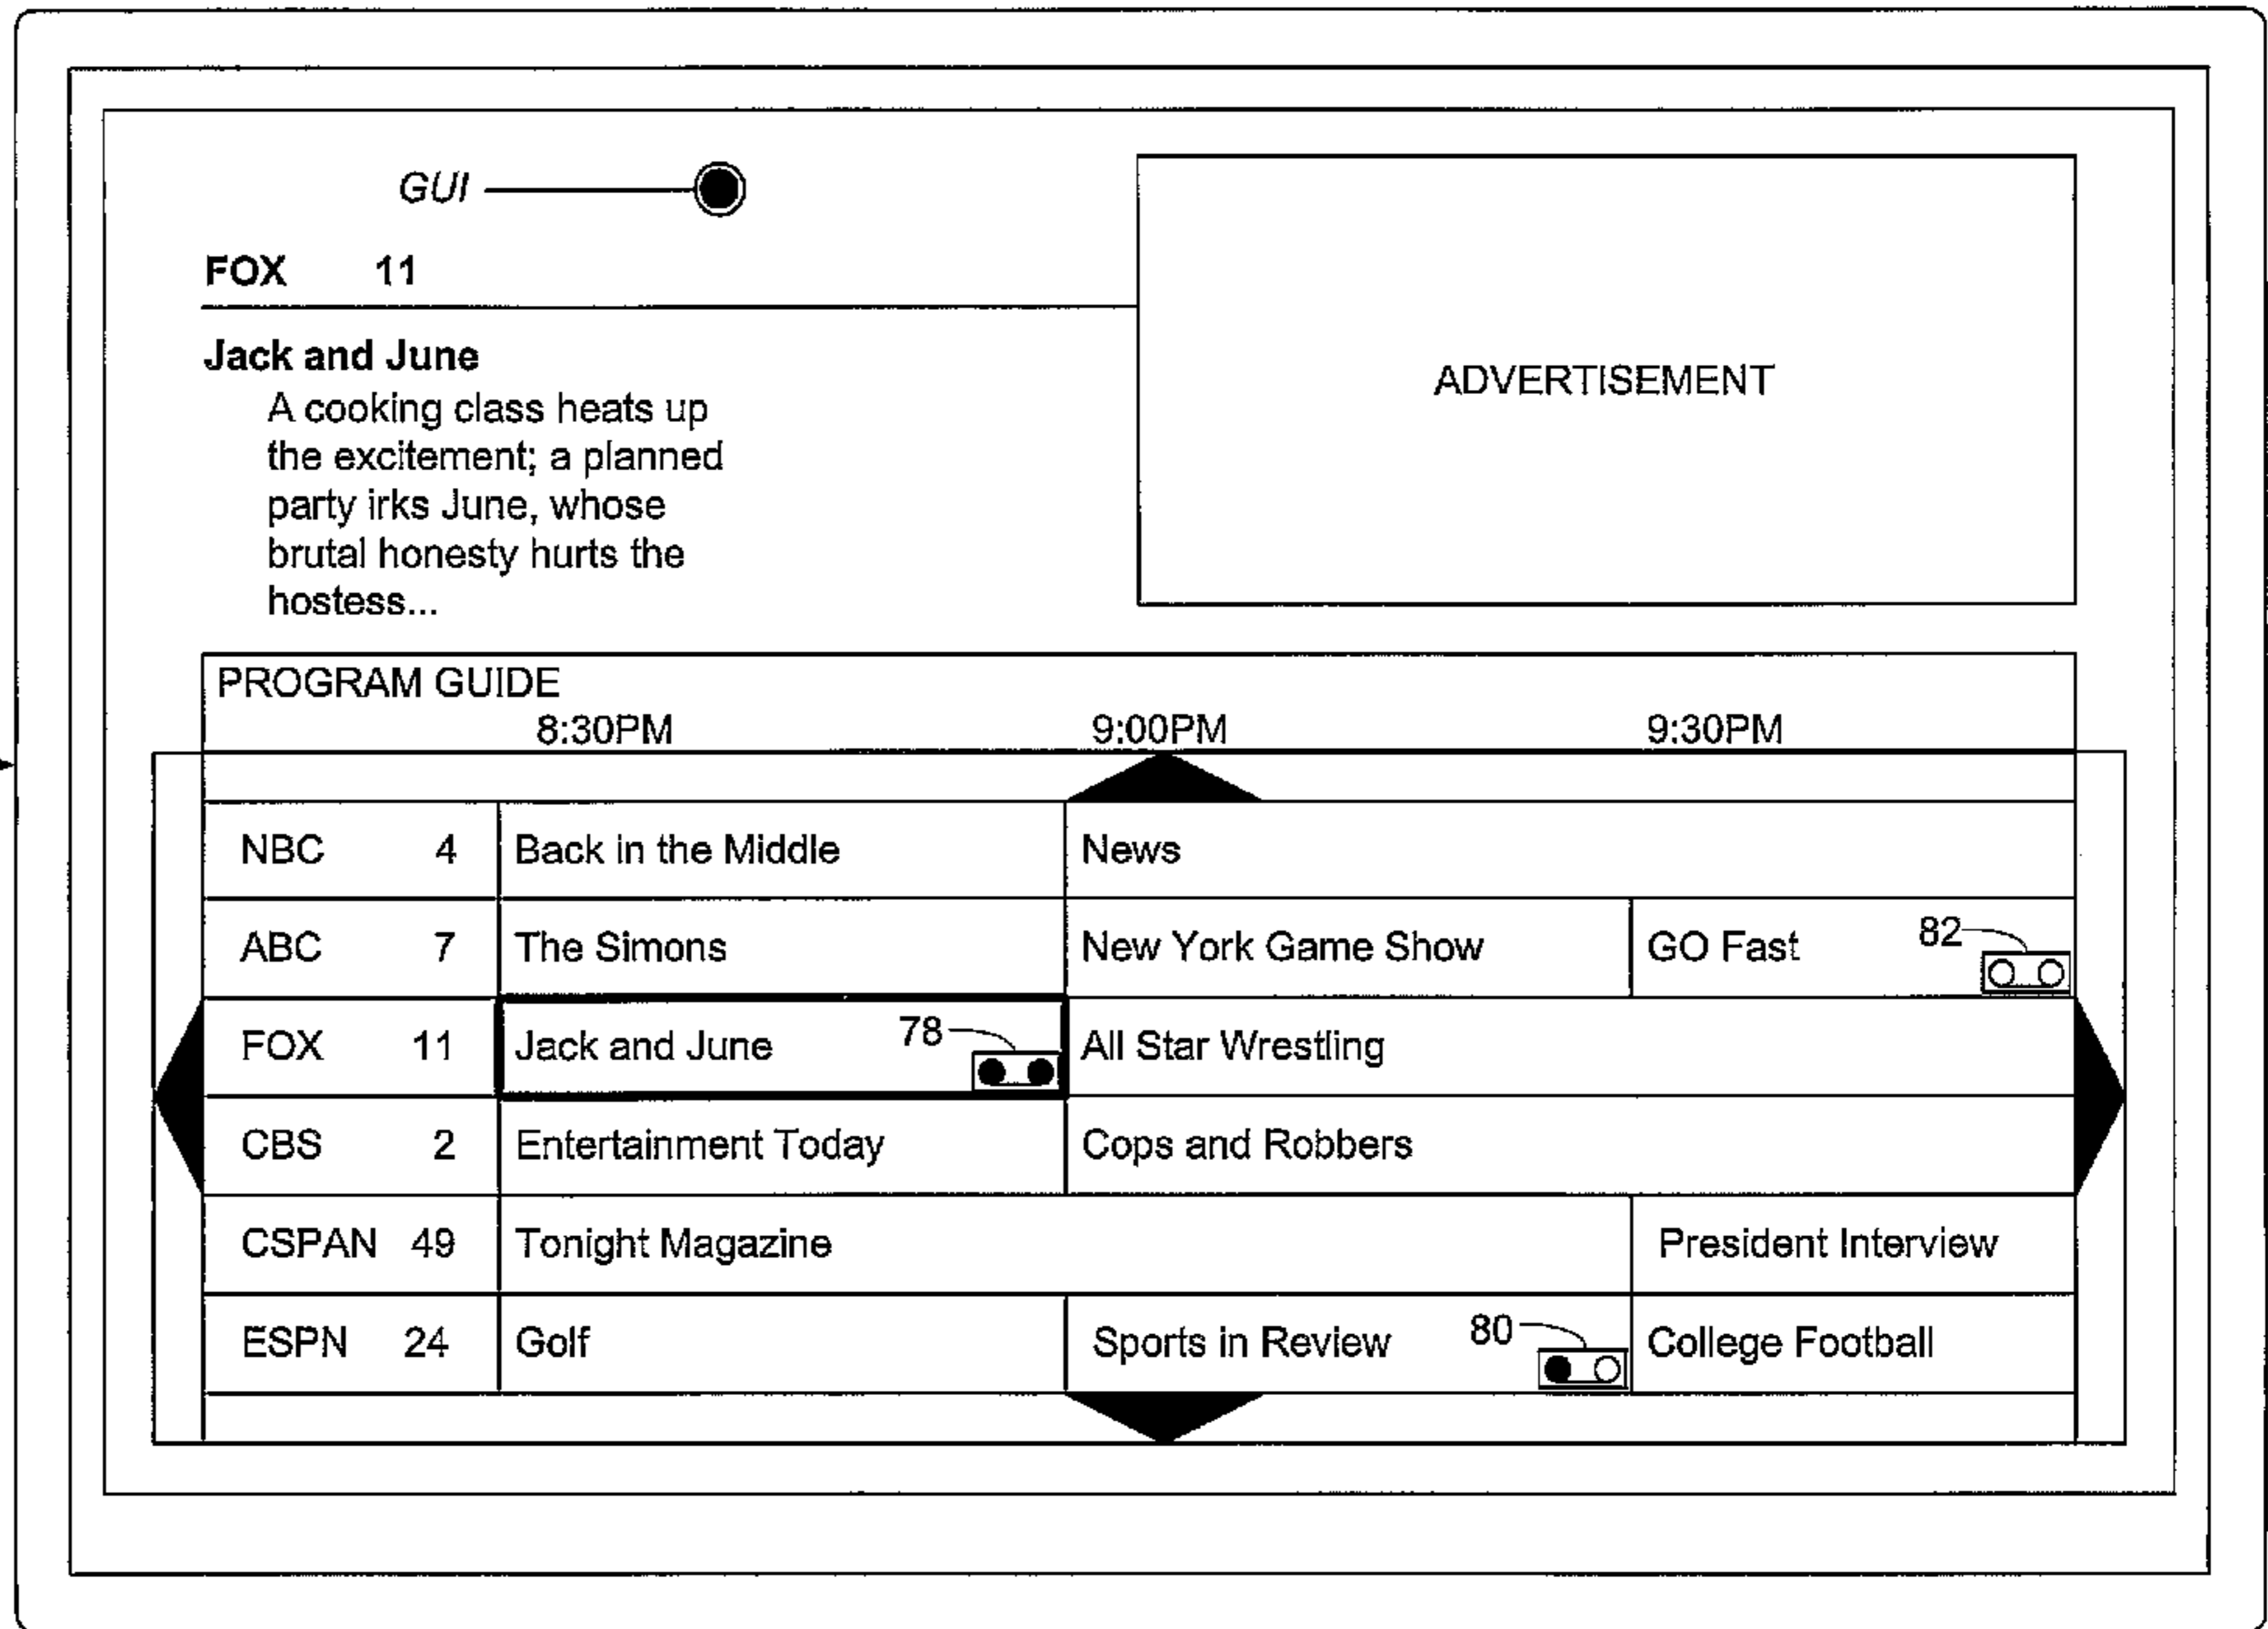 GUI
FOX 11
ADVERTISEMENT
Jack and June
A cooking class heats up
the excitement; a planned
party irks June, whose
brutal honesty hurts the
hostess...
PROGRAM GUIDE
8:30PM 9:00PM 9:30PM
NBC 4 Back in the Middle News
ABC 7 The Simons New York Game Show GO Fast 82
FOX 11 Jack and June 78 All Star Wrestling
CBS 2 Entertainment Today Cops and Robbers
CSPAN 49 Tonight Magazine President Interview
ESPN 24 Golf Sports in Review 80 College Football